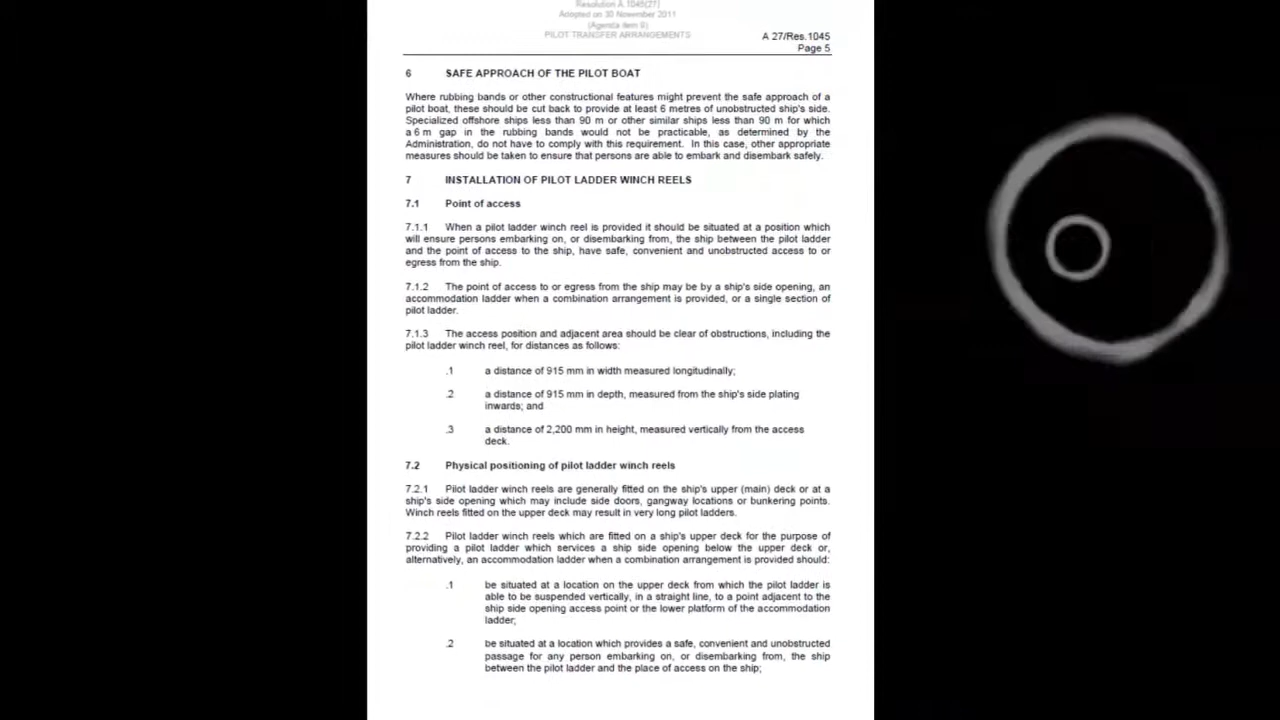 Resolution A.1045(27)
Adopted on 30 November 2011
(Agenda item 9)
PILOT TRANSFER ARRANGEMENTS
A 27/Res.1045
Page 5
6 SAFE APPROACH OF THE PILOT BOAT
Where rubbing bands or other constructional features might prevent the safe approach of a
pilot boat, these should be cut back to provide at least 6 metres of unobstructed ship's side.
Specialized offshore ships less than 90 m or other similar ships less than 90 m for which
a 6 m gap in the rubbing bands would not be practicable, as determined by the
Administration, do not have to comply with this requirement. In this case, other appropriate
measures should be taken to ensure that persons are able to embark and disembark safely.
7 INSTALLATION OF PILOT LADDER WINCH REELS
7.1 Point of access
7.1.1 When a pilot ladder winch reel is provided it should be situated at a position which
will ensure persons embarking on, or disembarking from, the ship between the pilot ladder
and the point of access to the ship, have safe, convenient and unobstructed access to or
egress from the ship.
7.1.2 The point of access to or egress from the ship may be by a ship's side opening, an
accommodation ladder when a combination arrangement is provided, or a single section of
pilot ladder.
7.1.3 The access position and adjacent area should be clear of obstructions, including the
pilot ladder winch reel, for distances as follows:
.1 a distance of 915 mm in width measured longitudinally;
.2 a distance of 915 mm in depth, measured from the ship's side plating
inwards; and
.3 a distance of 2,200 mm in height, measured vertically from the access
deck.
7.2 Physical positioning of pilot ladder winch reels
7.2.1 Pilot ladder winch reels are generally fitted on the ship's upper (main) deck or at a
ship's side opening which may include side doors, gangway locations or bunkering points.
Winch reels fitted on the upper deck may result in very long pilot ladders.
7.2.2 Pilot ladder winch reels which are fitted on a ship's upper deck for the purpose of
providing a pilot ladder which services a ship side opening below the upper deck or,
alternatively, an accommodation ladder when a combination arrangement is provided should:
.1 be situated at a location on the upper deck from which the pilot ladder is
able to be suspended vertically, in a straight line, to a point adjacent to the
ship side opening access point or the lower platform of the accommodation
ladder;
.2 be situated at a location which provides a safe, convenient and unobstructed
passage for any person embarking on, or disembarking from, the ship
between the pilot ladder and the place of access on the ship;